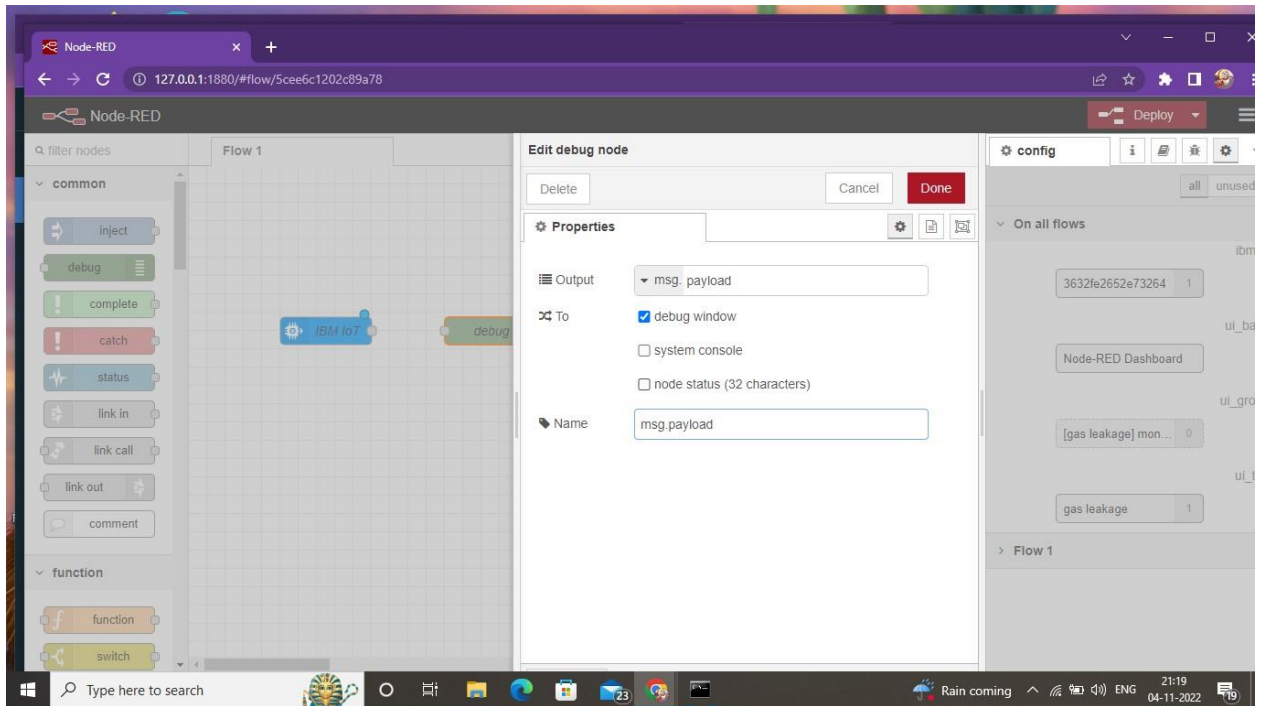 Node-RED
127.0.0.1:1880/#flow/5cee6c1202c89a78
Node-RED
Deploy
filter nodes
Flow 1
Edit debug node
config
all unused
common
Delete Cancel Done
inject
debug
complete
catch
status
link in
link call
link out
comment
function
function
switch
IBM IoT
debug
Properties
Output msg. payload
To debug window
system console
node status (32 characters)
Name msg.payload
On all flows
ibm
3632fe2652e73264 1
ui_ba
Node-RED Dashboard
ui_gro
[gas leakage] mon... 0
ui_t
gas leakage 1
Flow 1
Type here to search
23
Rain coming
ENG
21:19
04-11-2022
19